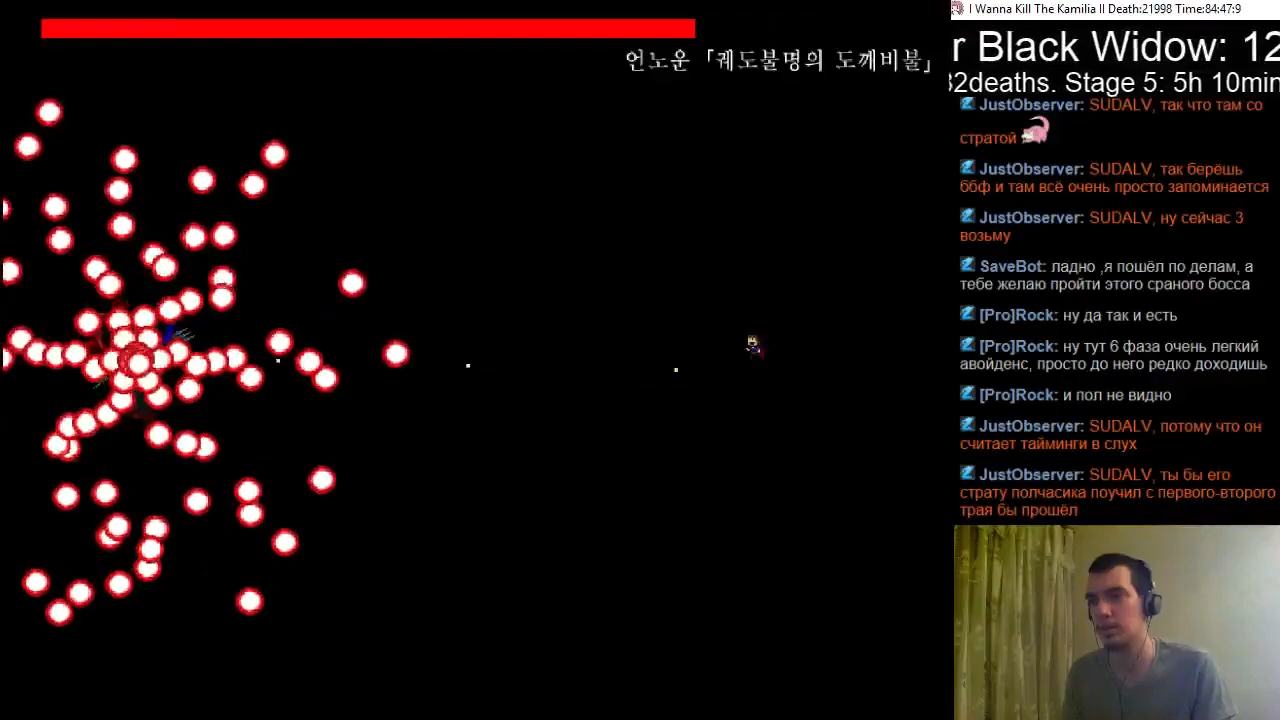 I Wanna Kill The Kamilia II Death:21998 Time:84:47:9
언노운「궤도불명의 도깨비불」
r Black Widow: 12
32deaths. Stage 5: 5h 10min
JustObserver: SUDALV, так что там со
стратой
JustObserver: SUDALV, так берёшь
ббф и там всё очень просто запоминается
JustObserver: SUDALV, ну сейчас 3
возьму
SaveBot: ладно ,я пошёл по делам, а
тебе желаю пройти этого сраного босса
[Pro]Rock: ну да так и есть
[Pro]Rock: ну тут 6 фаза очень легкий
авойденс, просто до него редко доходишь
[Pro]Rock: и пол не видно
JustObserver: SUDALV, потому что он
считает тайминги в слух
JustObserver: SUDALV, ты бы его
страту полчасика поучил с первого-второго
трая бы прошёл